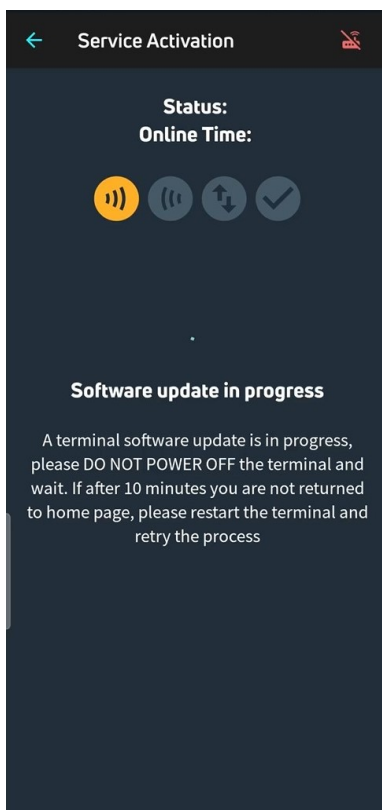 Service Activation
Status:
Online Time:
Software update in progress
A terminal software update is in progress,
please DO NOT POWER OFF the terminal and
wait. If after 10 minutes you are not returned
to home page, please restart the terminal and
retry the process